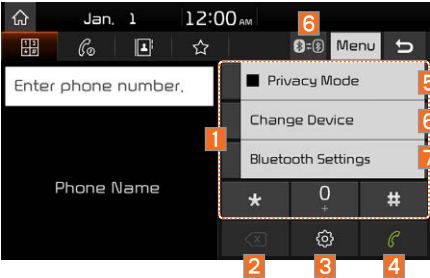 Jan. 1 12:00 AM
6
Menu
Enter phone number.
Privacy Mode 5
Change Device 6
1
Bluetooth Settings 7
Phone Name
* 0 + #
2 3 4